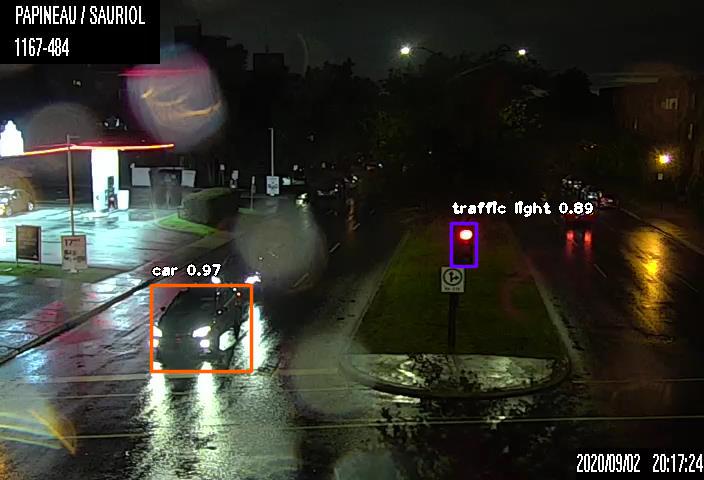 PAPINEAU / SAURIOL
1167-484
traffic light 0.89
car 0.97
2020/09/02 20:17:24